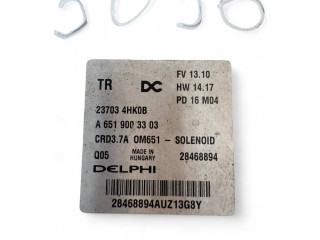 TR DC FV 13.10
HW 14.17
PD 16 M04
23703 4HK0B
A 651 900 33 03
CRD3.7A OM651 - SOLENOID
Q05 MADE IN HUNGARY 28468894
DELPHI
28468894AUZ13G8Y